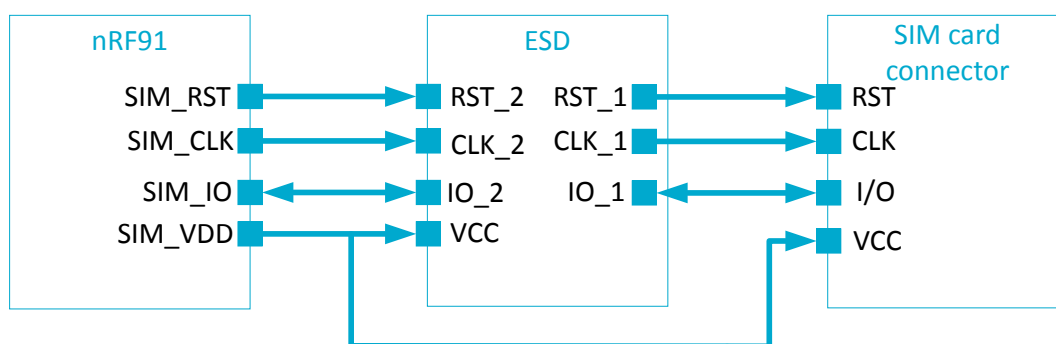 nRF91
SIM_RST
SIM_CLK
SIM_IO
SIM_VDD
ESD
RST_2
CLK_2
IO_2
VCC
RST_1
CLK_1
IO_1
SIM card
connector
RST
CLK
I/O
VCC